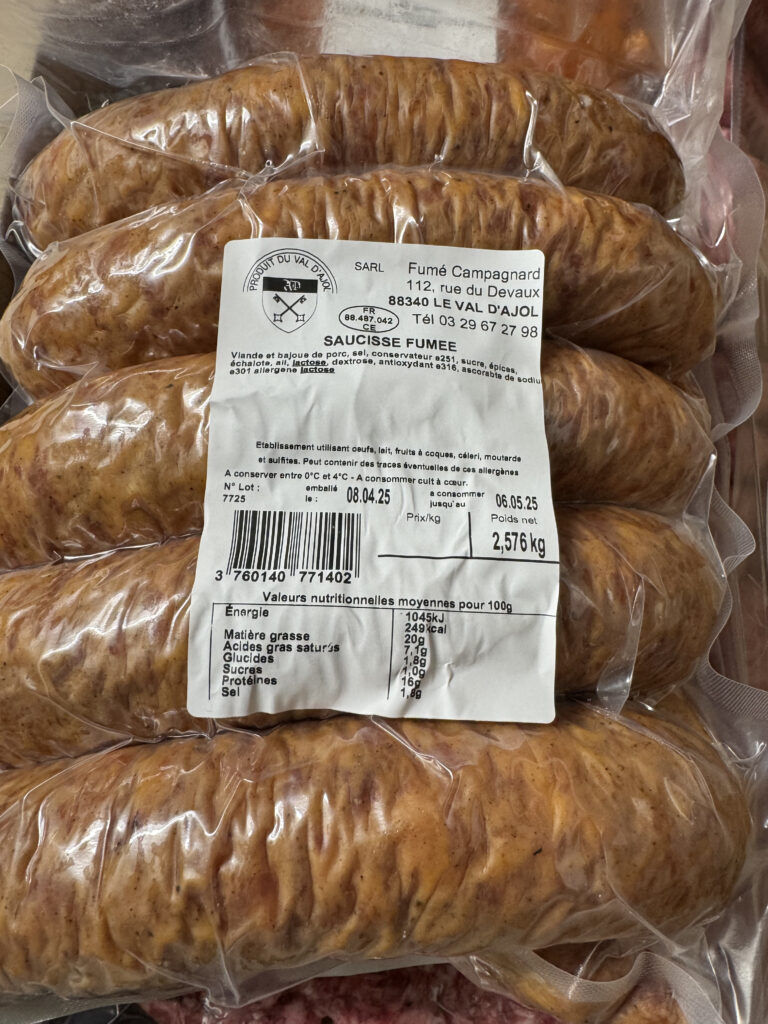 PRODUIT DU VAL D'AJOL
SARL Fumé Campagnard
112, rue du Devaux
88340 LE VAL D'AJOL
Tél 03 29 67 27 98
FR
88.487.042
CE
SAUCISSE FUMEE
Viande et bajoue de porc, sel, conservateur e251, sucre, épices,
échalote, ail, lactose, dextrose, antioxydant e316, ascorbate de sodiu
e301 allergene lactose
Etablissement utilisant oeufs, lait, fruits à coques, céleri, moutarde
et sulfites. Peut contenir des traces éventuelles de ces allergènes
A conserver entre 0°C et 4°C - A consommer cuit à cœur.
N° Lot : emballé a consommer
7725 le : 08.04.25 jusqu'au 06.05.25
Prix/kg Poids net
2,576 kg
3 760140 771402
Valeurs nutritionnelles moyennes pour 100g
Énergie 1045kJ
249kcal
Matière grasse 20g
Acides gras saturés 7,1g
Glucides 1,8g
Sucres 1,0g
Protéines 16g
Sel 1,8g